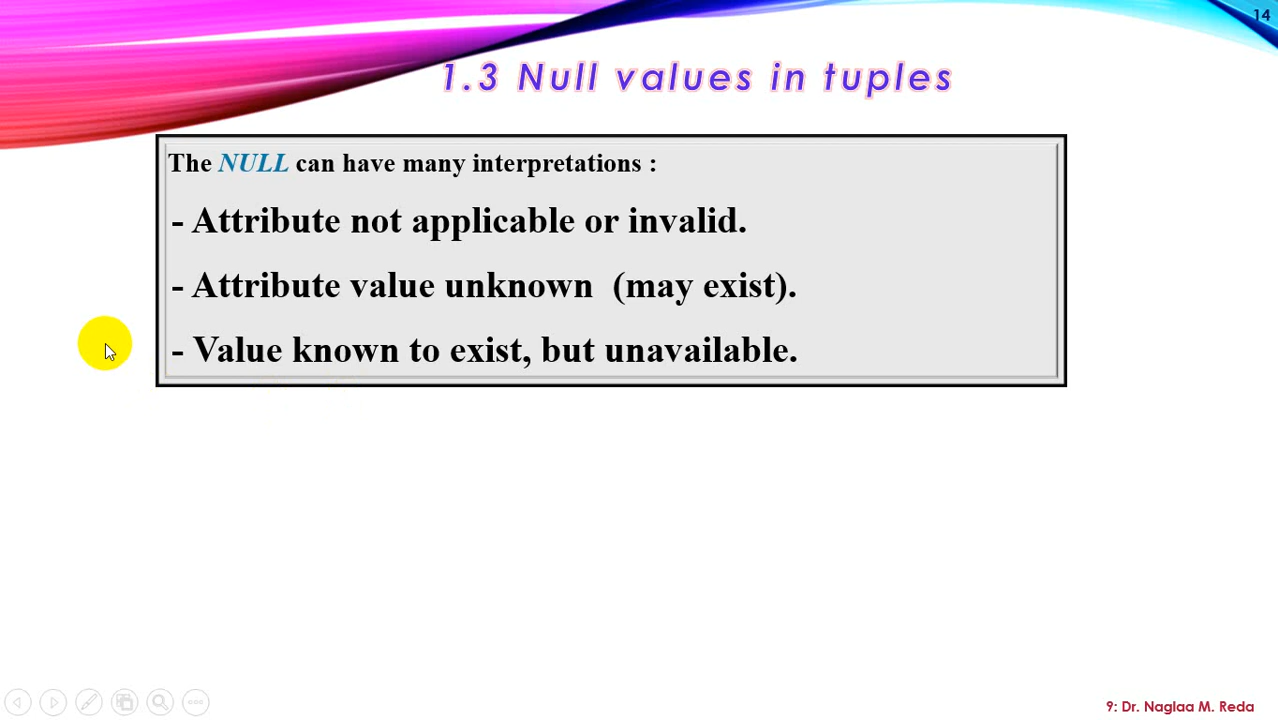 14
1.3 Null values in tuples
The NULL can have many interpretations :
- Attribute not applicable or invalid.
- Attribute value unknown (may exist).
- Value known to exist, but unavailable.
9: Dr. Naglaa M. Reda